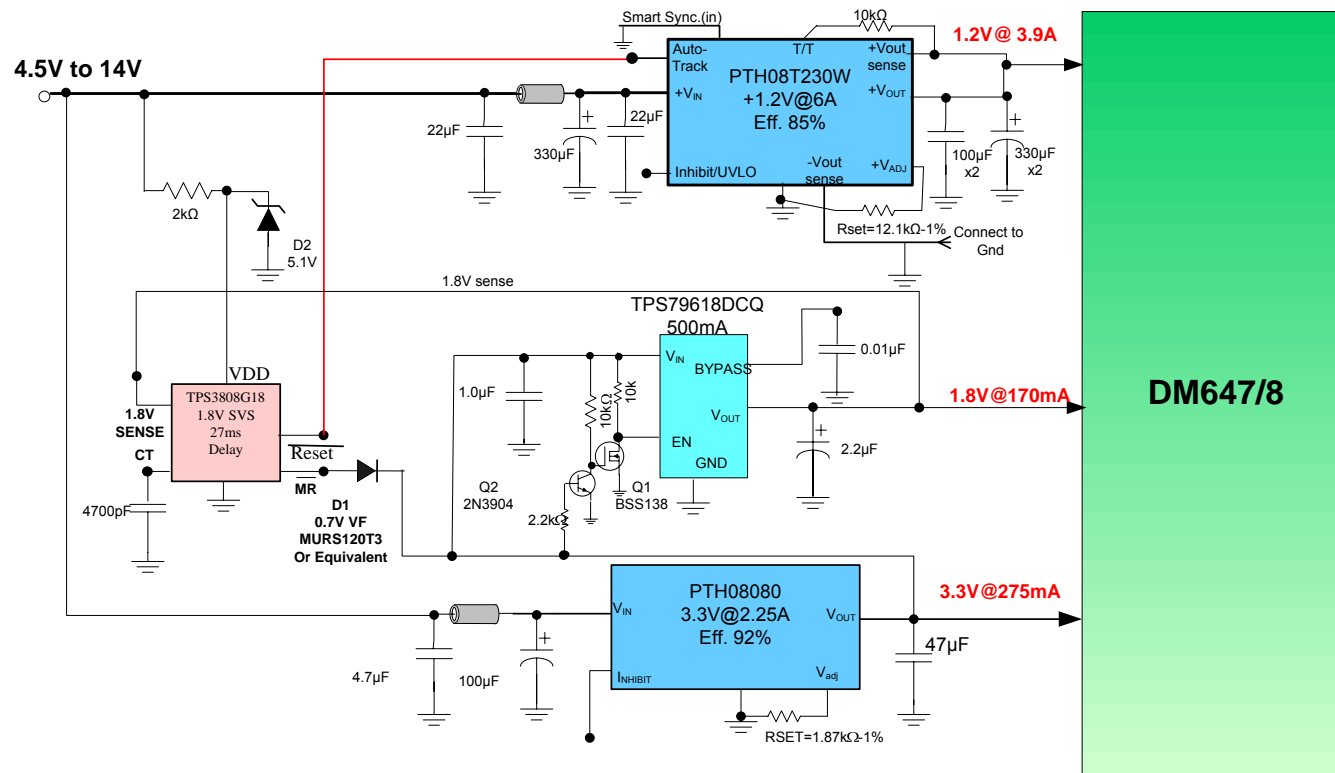 Smart Sync.(in)
10kΩ
1.2V@ 3.9A
4.5V to 14V
Auto-
Track
T/T
+Vout
sense
PTH08T230W
+1.2V@6A
Eff. 85%
+VIN
+VOUT
22µF
+
330µF
22µF
100µF
x2
+
330µF
x2
Inhibit/UVLO
-Vout
sense
+VADJ
2kΩ
D2
5.1V
Rset=12.1kΩ-1%
Connect to
Gnd
1.8V sense
TPS79618DCQ
500mA
VIN
BYPASS
0.01µF
VOUT
EN
GND
1.0µF
10kΩ
10k
1.8V@170mA
+
2.2µF
DM647/8
VDD
TPS3808G18
1.8V SVS
27ms
Delay
1.8V
SENSE
CT
Reset
MR
4700pF
D1
0.7V VF
MURS120T3
Or Equivalent
Q2
2N3904
Q1
BSS138
2.2kΩ
PTH08080
3.3V@2.25A
Eff. 92%
VIN
VOUT
3.3V@275mA
4.7µF
+
100µF
47µF
INHIBIT
Vadj
RSET=1.87kΩ-1%